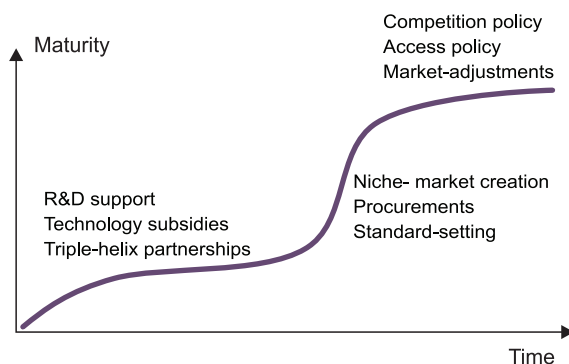 Competition policy
Access policy
Market-adjustments
Maturity
Niche- market creation
Procurements
Standard-setting
R&D support
Technology subsidies
Triple-helix partnerships
Time